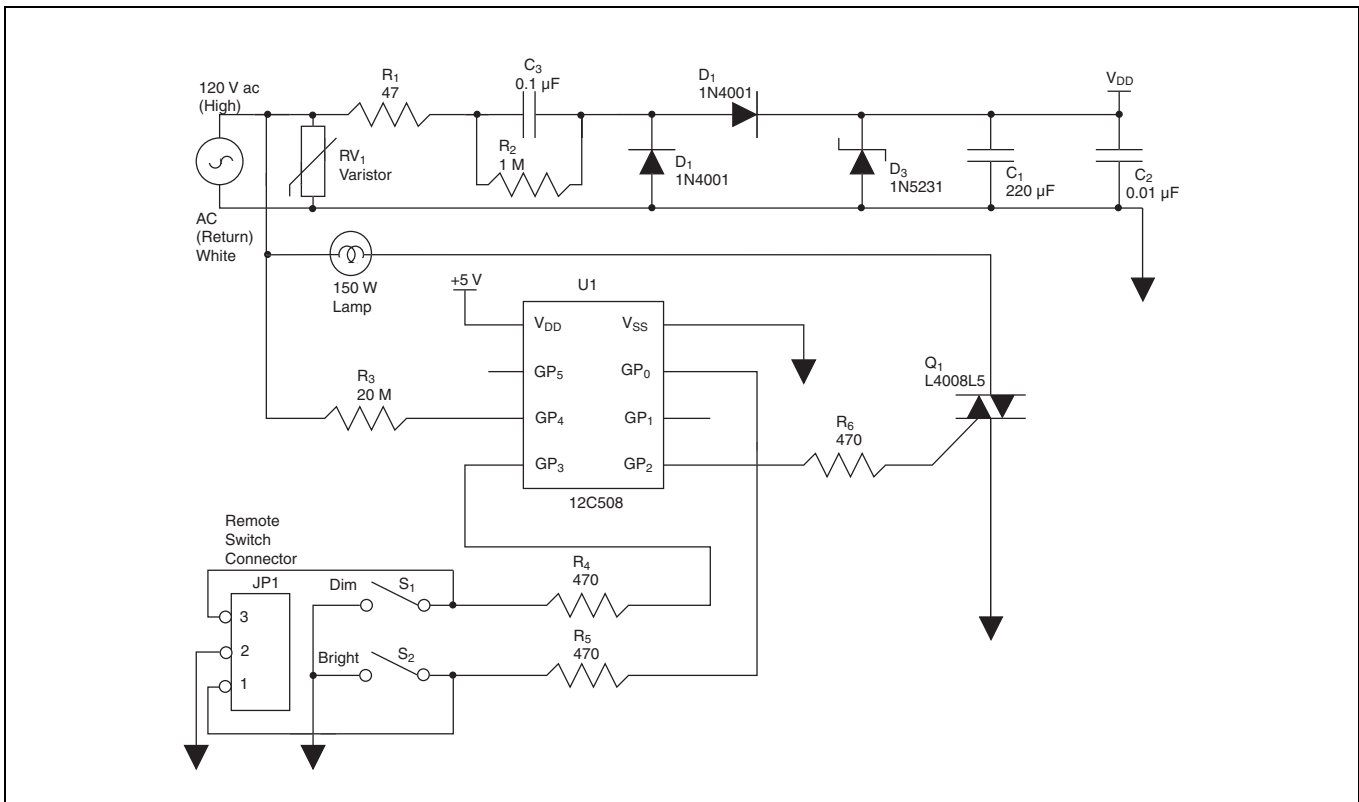 120 V ac
(High)
R1
47
C3
0.1 µF
D1
1N4001
VDD
RV1
Varistor
R2
1 M
D1
1N4001
D3
1N5231
C1
220 µF
C2
0.01 µF
AC
(Return)
White
150 W
Lamp
+5 V
U1
VDD
VSS
GP5
GP0
R3
20 M
GP4
GP1
GP3
GP2
12C508
R6
470
Q1
L4008L5
Remote
Switch
Connector
JP1
3
2
1
Dim
S1
R4
470
Bright
S2
R5
470